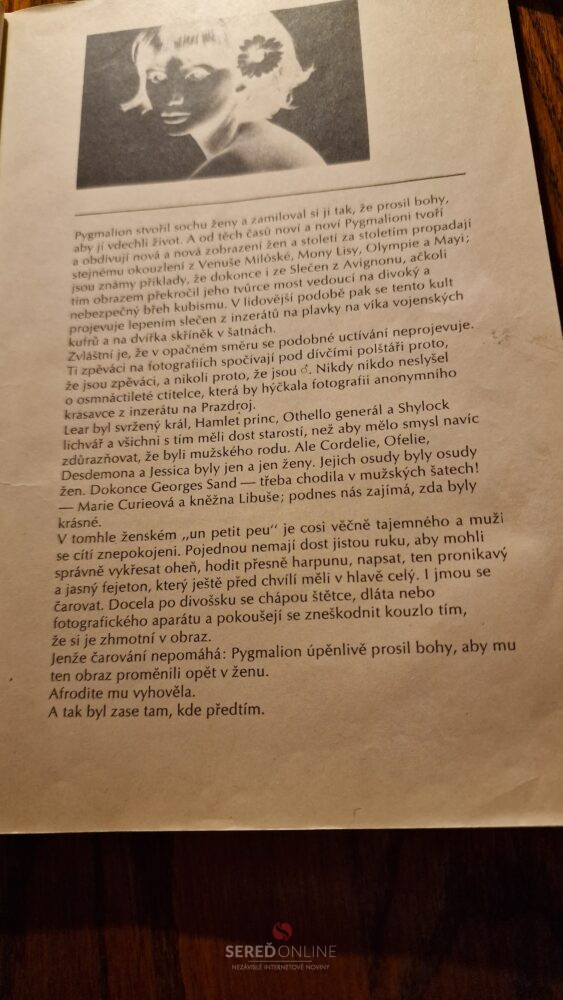 Pygmalion stvořil sochu ženy a zamiloval si ji tak, že prosil bohy,
aby jí vdechli život. A od těch časů noví a noví Pygmalioni tvoří
a obdivují nová a nová zobrazení žen a století za stoletím propadají
stejnému okouzlení z Venuše Milóské, Mony Lisy, Olympie a Mayi;
jsou známy příklady, že dokonce i ze Slečen z Avignonu, ačkoli
tím obrazem překročil jeho tvůrce most vedoucí na divoký a
nebezpečný břeh kubismu. V lidovější podobě pak se tento kult
projevuje lepením slečen z inzerátů na plavky na víka vojenských
kufrů a na dvířka skříněk v šatnách.
Zvláštní je, že v opačném směru se podobné uctívání neprojevuje.
Ti zpěváci na fotografiích spočívají pod dívčími polštáři proto,
že jsou zpěváci, a nikoli proto, že jsou ♂. Nikdy nikdo neslyšel
o osmnáctileté ctitelce, která by hýčkala fotografii anonymního
krasavce z inzerátu na Prazdroj.
Lear byl svržený král, Hamlet princ, Othello generál a Shylock
lichvář a všichni s tím měli dost starostí, než aby mělo smysl navíc
zdůrazňovat, že byli mužského rodu. Ale Cordelie, Ofelie,
Desdemona a Jessica byly jen a jen ženy. Jejich osudy byly osudy
žen. Dokonce Georges Sand — třeba chodila v mužských šatech!
— Marie Curieová a kněžna Libuše; podnes nás zajímá, zda byly
krásné.
V tomhle ženském „un petit peu“ je cosi věčně tajemného a muži
se cítí znepokojeni. Pojednou nemají dost jistou ruku, aby mohli
správně vykřesat oheň, hodit přesně harpunu, napsat, ten pronikavý
a jasný fejeton, který ještě před chvílí měli v hlavě celý. I jmou se
čarovat. Docela po divošsku se chápou štětce, dláta nebo
fotografického aparátu a pokoušejí se zneškodnit kouzlo tím,
že si je zhmotní v obraz.
Jenže čarování nepomáhá: Pygmalion úpěnlivě prosil bohy, aby mu
ten obraz proměnili opět v ženu.
Afrodite mu vyhověla.
A tak byl zase tam, kde předtím.
SEREĎONLINE
NEZÁVISLÉ INTERNETOVÉ NOVINY